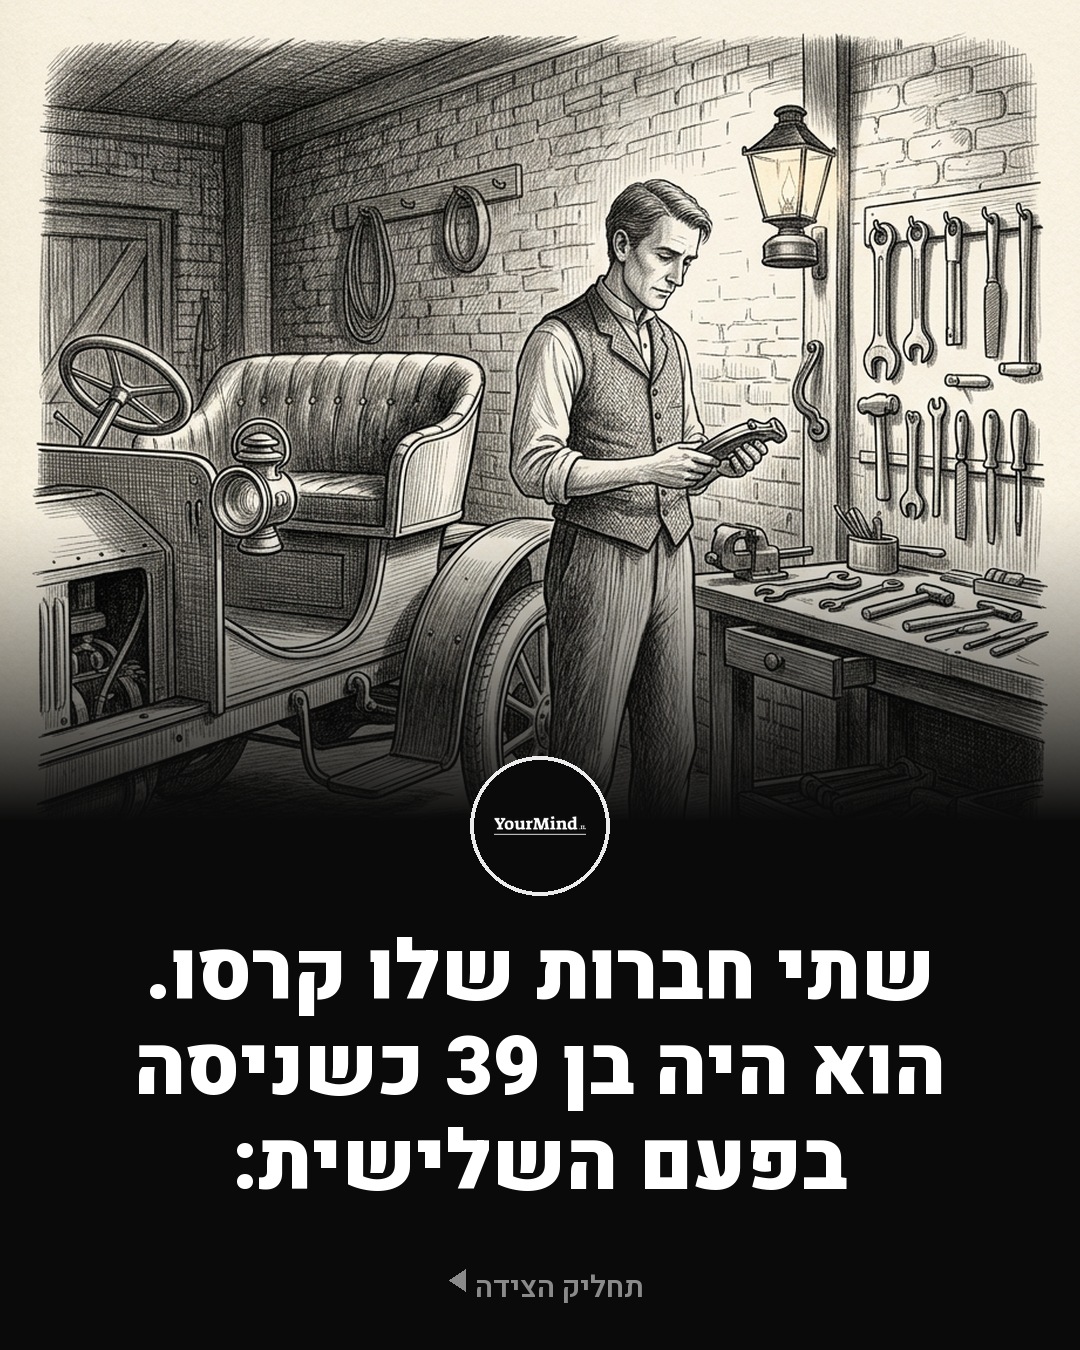 YourMind
שתי חברות שלו קרסו.
הוא היה בן 39 כשניסה
בפעם השלישית:
תחליק הצידה